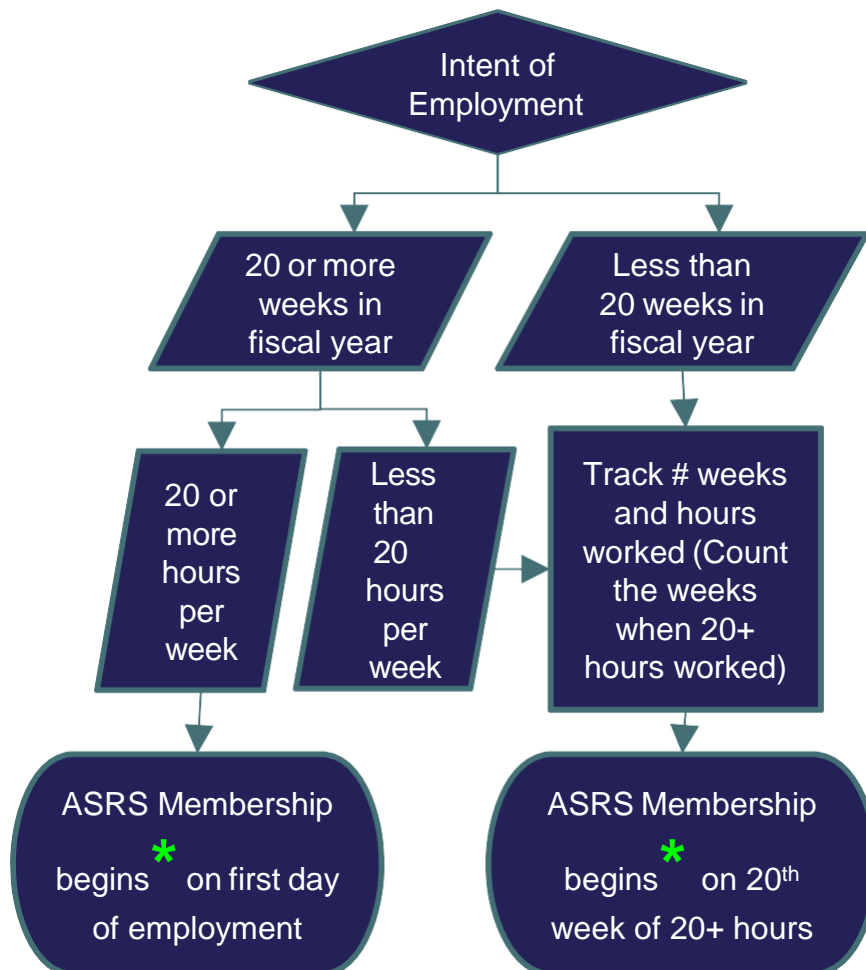 Intent of
Employment
20 or more
weeks in
fiscal year
Less than
20 weeks in
fiscal year
20 or
more
hours
per
week
Less
than
20
hours
per
week
Track # weeks
and hours
worked (Count
the weeks
when 20+
hours worked)
ASRS Membership
begins * on first day
of employment
ASRS Membership
begins * on 20th
week of 20+ hours